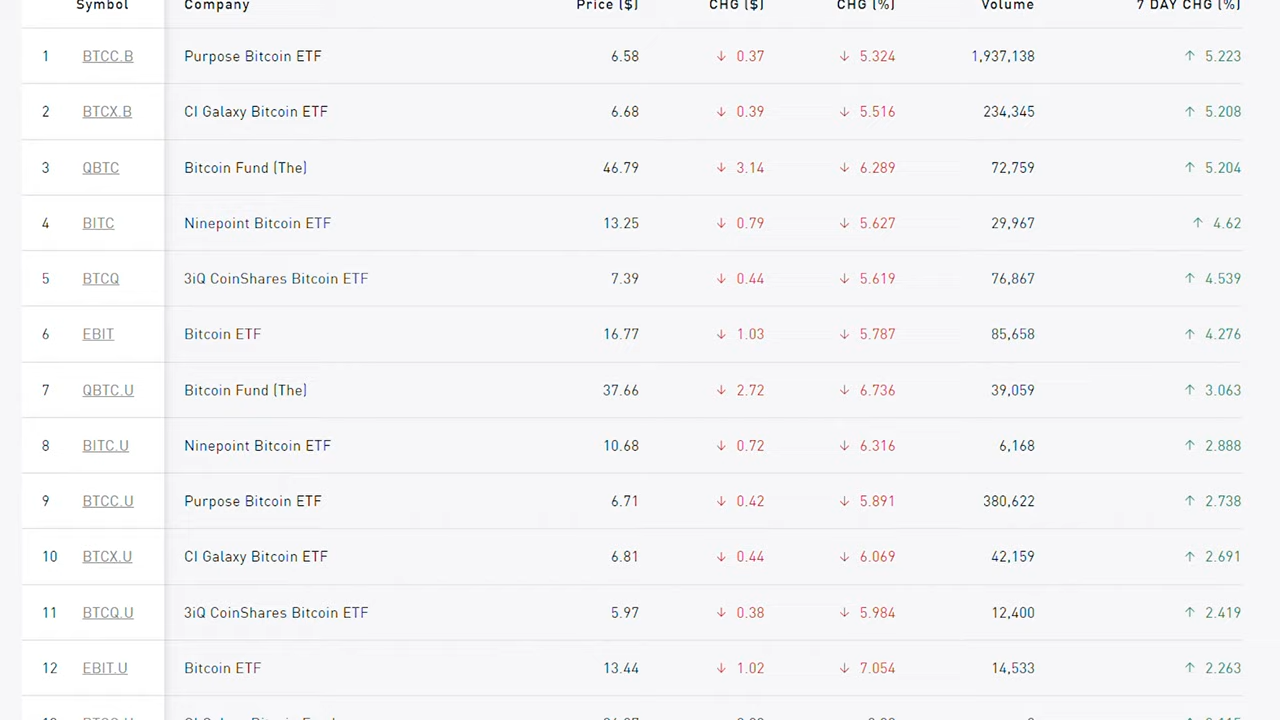 Symbol Company Price ($) CHG ($) CHG (%) Volume 7 DAY CHG (%)
1 BTCC.B Purpose Bitcoin ETF 6.58 ↓ 0.37 ↓ 5.324 1,937,138 ↑ 5.223
2 BTCX.B CI Galaxy Bitcoin ETF 6.68 ↓ 0.39 ↓ 5.516 234,345 ↑ 5.208
3 QBTC Bitcoin Fund (The) 46.79 ↓ 3.14 ↓ 6.289 72,759 ↑ 5.204
4 BITC Ninepoint Bitcoin ETF 13.25 ↓ 0.79 ↓ 5.627 29,967 ↑ 4.62
5 BTCQ 3iQ CoinShares Bitcoin ETF 7.39 ↓ 0.44 ↓ 5.619 76,867 ↑ 4.539
6 EBIT Bitcoin ETF 16.77 ↓ 1.03 ↓ 5.787 85,658 ↑ 4.276
7 QBTC.U Bitcoin Fund (The) 37.66 ↓ 2.72 ↓ 6.736 39,059 ↑ 3.063
8 BITC.U Ninepoint Bitcoin ETF 10.68 ↓ 0.72 ↓ 6.316 6,168 ↑ 2.888
9 BTCC.U Purpose Bitcoin ETF 6.71 ↓ 0.42 ↓ 5.891 380,622 ↑ 2.738
10 BTCX.U CI Galaxy Bitcoin ETF 6.81 ↓ 0.44 ↓ 6.069 42,159 ↑ 2.691
11 BTCQ.U 3iQ CoinShares Bitcoin ETF 5.97 ↓ 0.38 ↓ 5.984 12,400 ↑ 2.419
12 EBIT.U Bitcoin ETF 13.44 ↓ 1.02 ↓ 7.054 14,533 ↑ 2.263